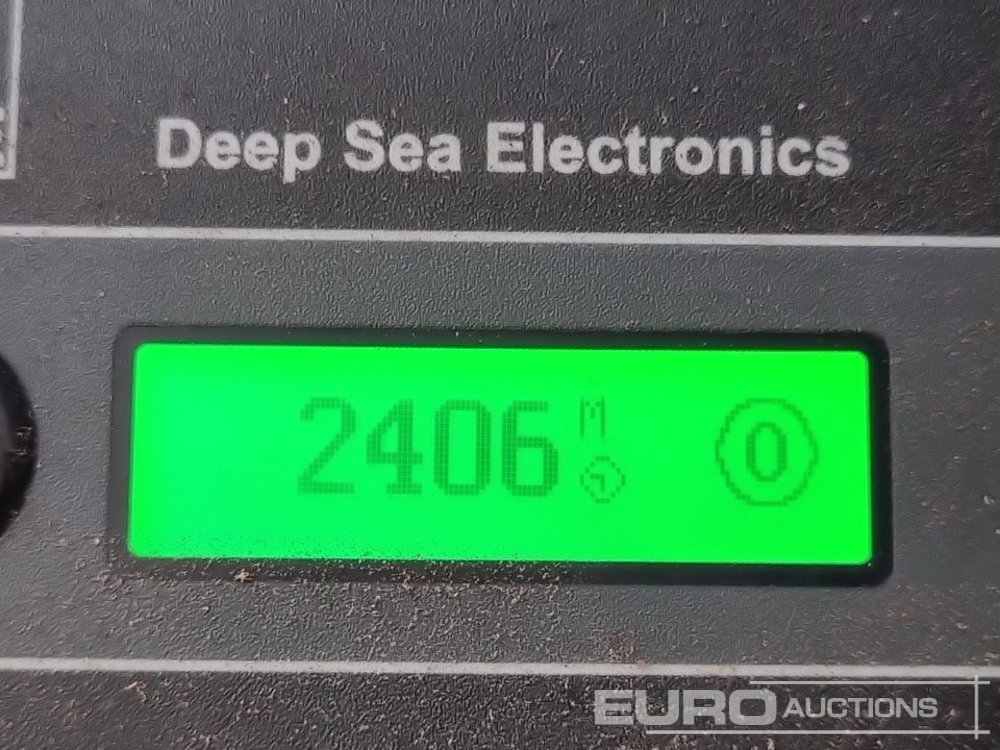 Deep Sea Electronics
2406 M 0
EURO AUCTIONS